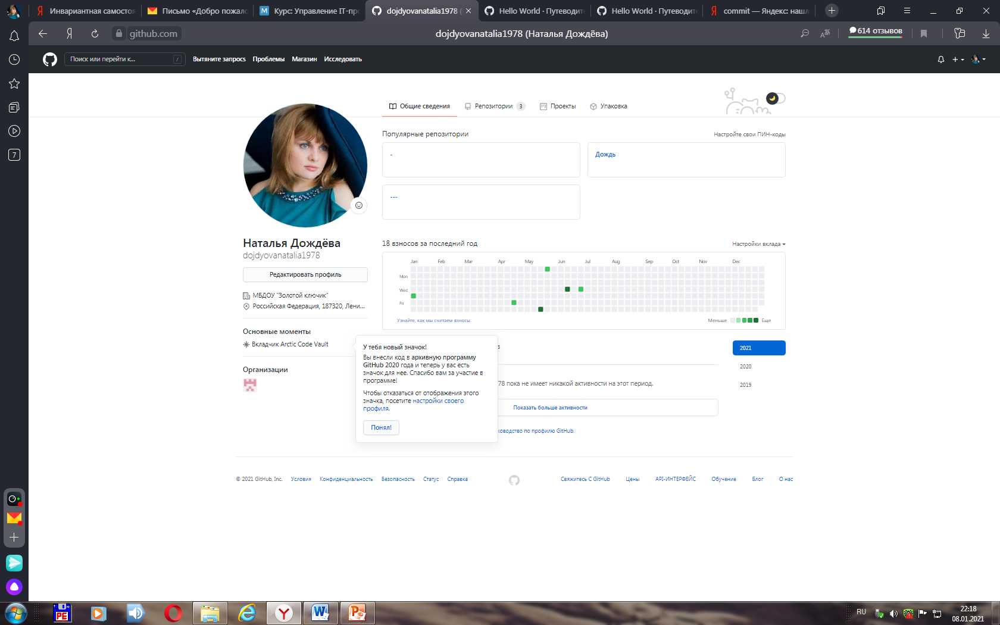 Инвариантная самостоя
Письмо «Добро пожало
Курс: Управление IT-про
dojdyovanatalia1978 (
Hello World · Путеводите
Hello World · Путеводите
commit — Яндекс: нашл
github.com
dojdyovanatalia1978 (Наталья Дождёва)
614 отзывов
7
Поиск или перейти к...
/
Вытяните запрос
Проблемы
Магазин
Исследовать
Общие сведения
Репозитории 3
Проекты
Упаковка
Популярные репозитории
Настройте свои ПИН-коды
-
Дождь
---
Наталья Дождёва
dojdyovanatalia1978
Редактировать профиль
МБДОУ "Золотой ключик"
Российская Федерация, 187320, Лени...
Основные моменты
Вкладчик Arctic Code Vault
Организации
18 взносов за последний год
Настройки вклада
Jan Feb Mar Apr May Jun Jul Aug Sep Oct Nov Dec
Mon
Wed
Fri
Узнайте, как мы считаем взносы.
Меньше
Еще
У тебя новый значок!
Вы внесли код в архивную программу
GitHub 2020 года и теперь у вас есть
значок для нее. Спасибо вам за участие в
программе!
Чтобы отказаться от отображения этого
значка, посетите настройки своего
профиля.
Понял!
78 пока не имеет никакой активности на этот период.
Показать больше активности
ководство по профилю GitHub.
2021
2020
2019
© 2021 GitHub, Inc.
Условия
Конфиденциальность
Безопасность
Статус
Справка
Свяжитесь С GitHub
Цены
API-ИНТЕРФЕЙС
Обучение
Блог
О нас
RU
22:18
08.01.2021